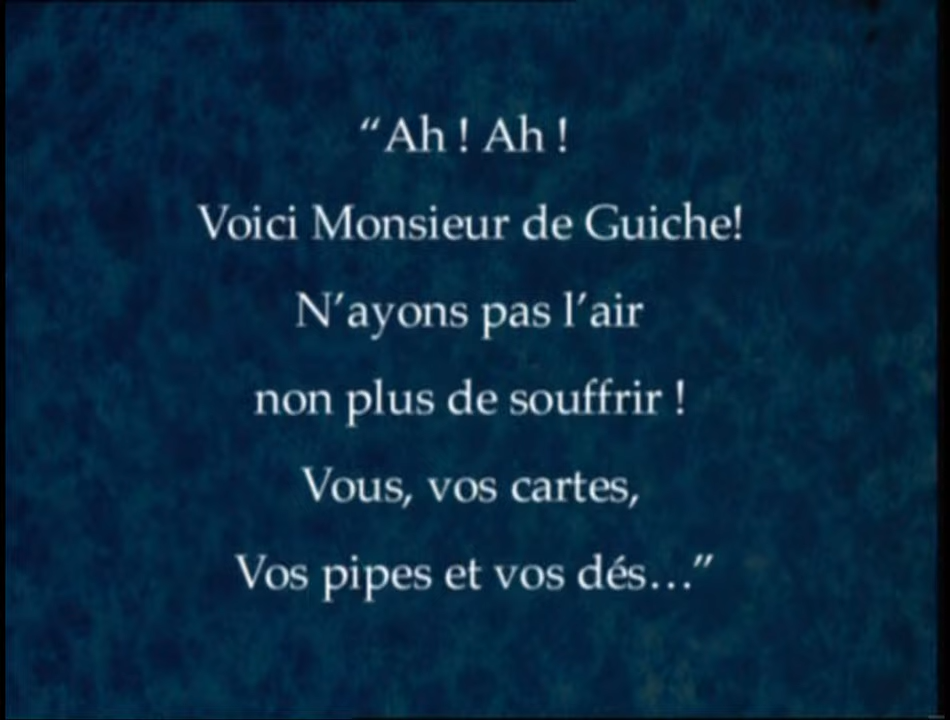 “Ah ! Ah !
Voici Monsieur de Guiche!
N’ayons pas l’air
non plus de souffrir !
Vous, vos cartes,
Vos pipes et vos dés…”